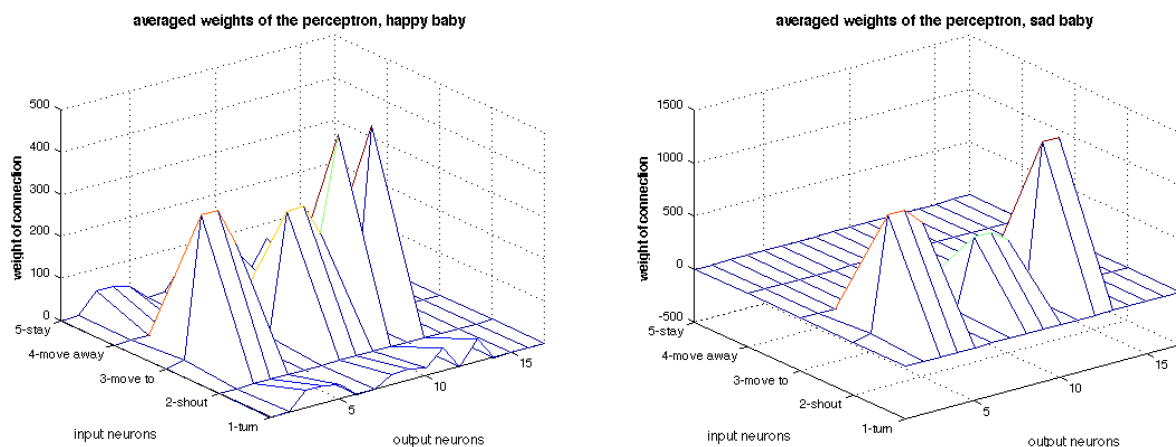 averaged weights of the perceptron, happy baby
500
400
300
200
100
0
weight of connection
5-stay
4-move away
3-move to
2-shout
1-turn
input neurons
5
10
15
output neurons
averaged weights of the perceptron, sad baby
1500
1000
500
0
-500
weight of connection
5-stay
4-move away
3-move to
2-shout
1-turn
input neurons
5
10
15
output neurons